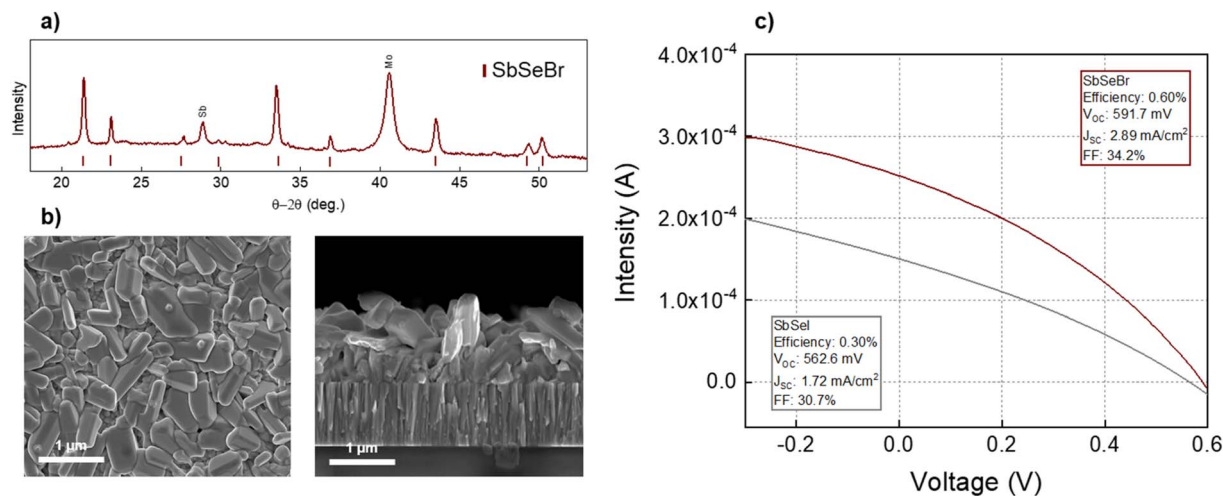 a)
Intensity
Sb
Mo
SbSeBr
20 25 30 35 40 45 50
θ–2θ (deg.)
b)
1 µm
1 µm
c)
Intensity (A)
4.0x10⁻⁴
3.0x10⁻⁴
2.0x10⁻⁴
1.0x10⁻⁴
0.0
SbSeBr
Efficiency: 0.60%
V_OC: 591.7 mV
J_SC: 2.89 mA/cm²
FF: 34.2%
SbSeI
Efficiency: 0.30%
V_OC: 562.6 mV
J_SC: 1.72 mA/cm²
FF: 30.7%
-0.2 0.0 0.2 0.4 0.6
Voltage (V)